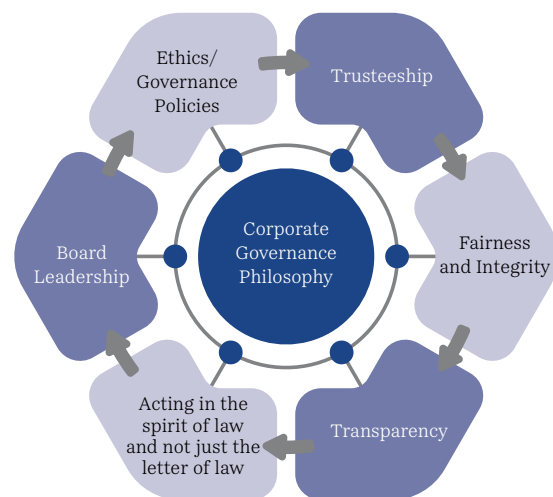 Ethics/
Governance
Policies
Trusteeship
Fairness
and Integrity
Transparency
Acting in the
spirit of law
and not just the
letter of law
Board
Leadership
Corporate
Governance
Philosophy